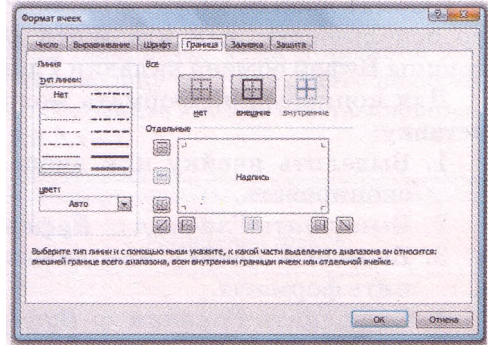 Формат ячеек
Число Выравнивание Шрифт Граница Заливка Защита
Линия
тип линии:
Нет
Все
нет внешние внутренние
Отдельные
Надпись
цвет:
Авто
Выберите тип линии и с помощью мыши укажите, к какой части выделенного диапазона он относится:
внешней границе всего диапазона, всем внутренним границам ячеек или отдельной ячейке.
ОК Отмена